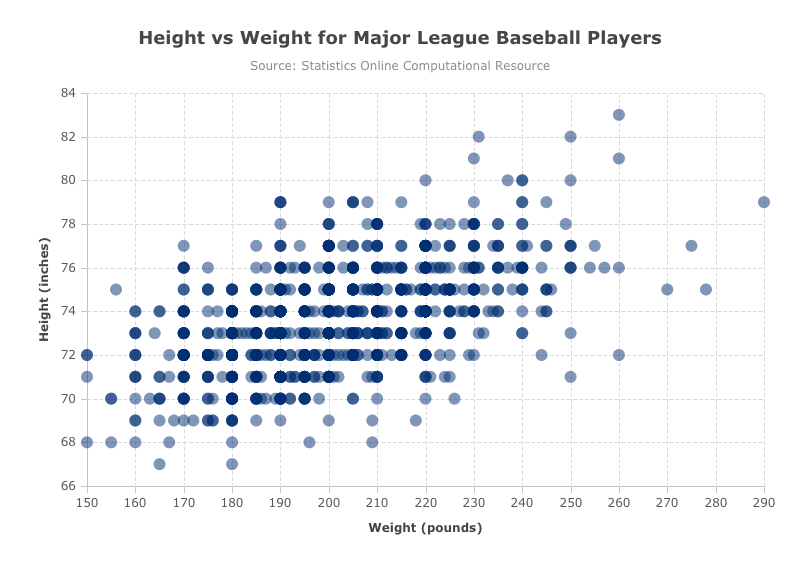 Height vs Weight for Major League Baseball Players
Source: Statistics Online Computational Resource
84
82
80
78
76
74
72
70
68
66
Height (inches)
150 160 170 180 190 200 210 220 230 240 250 260 270 280 290
Weight (pounds)